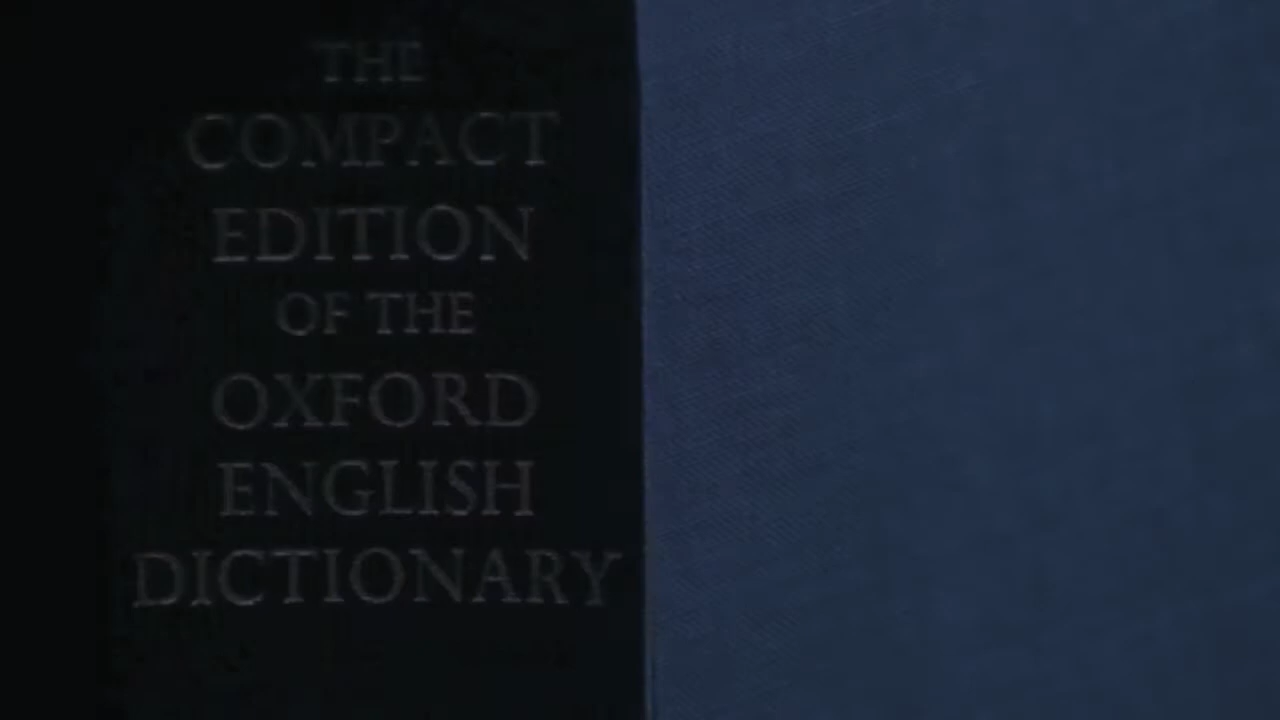 THE
COMPACT
EDITION
OF THE
OXFORD
ENGLISH
DICTIONARY